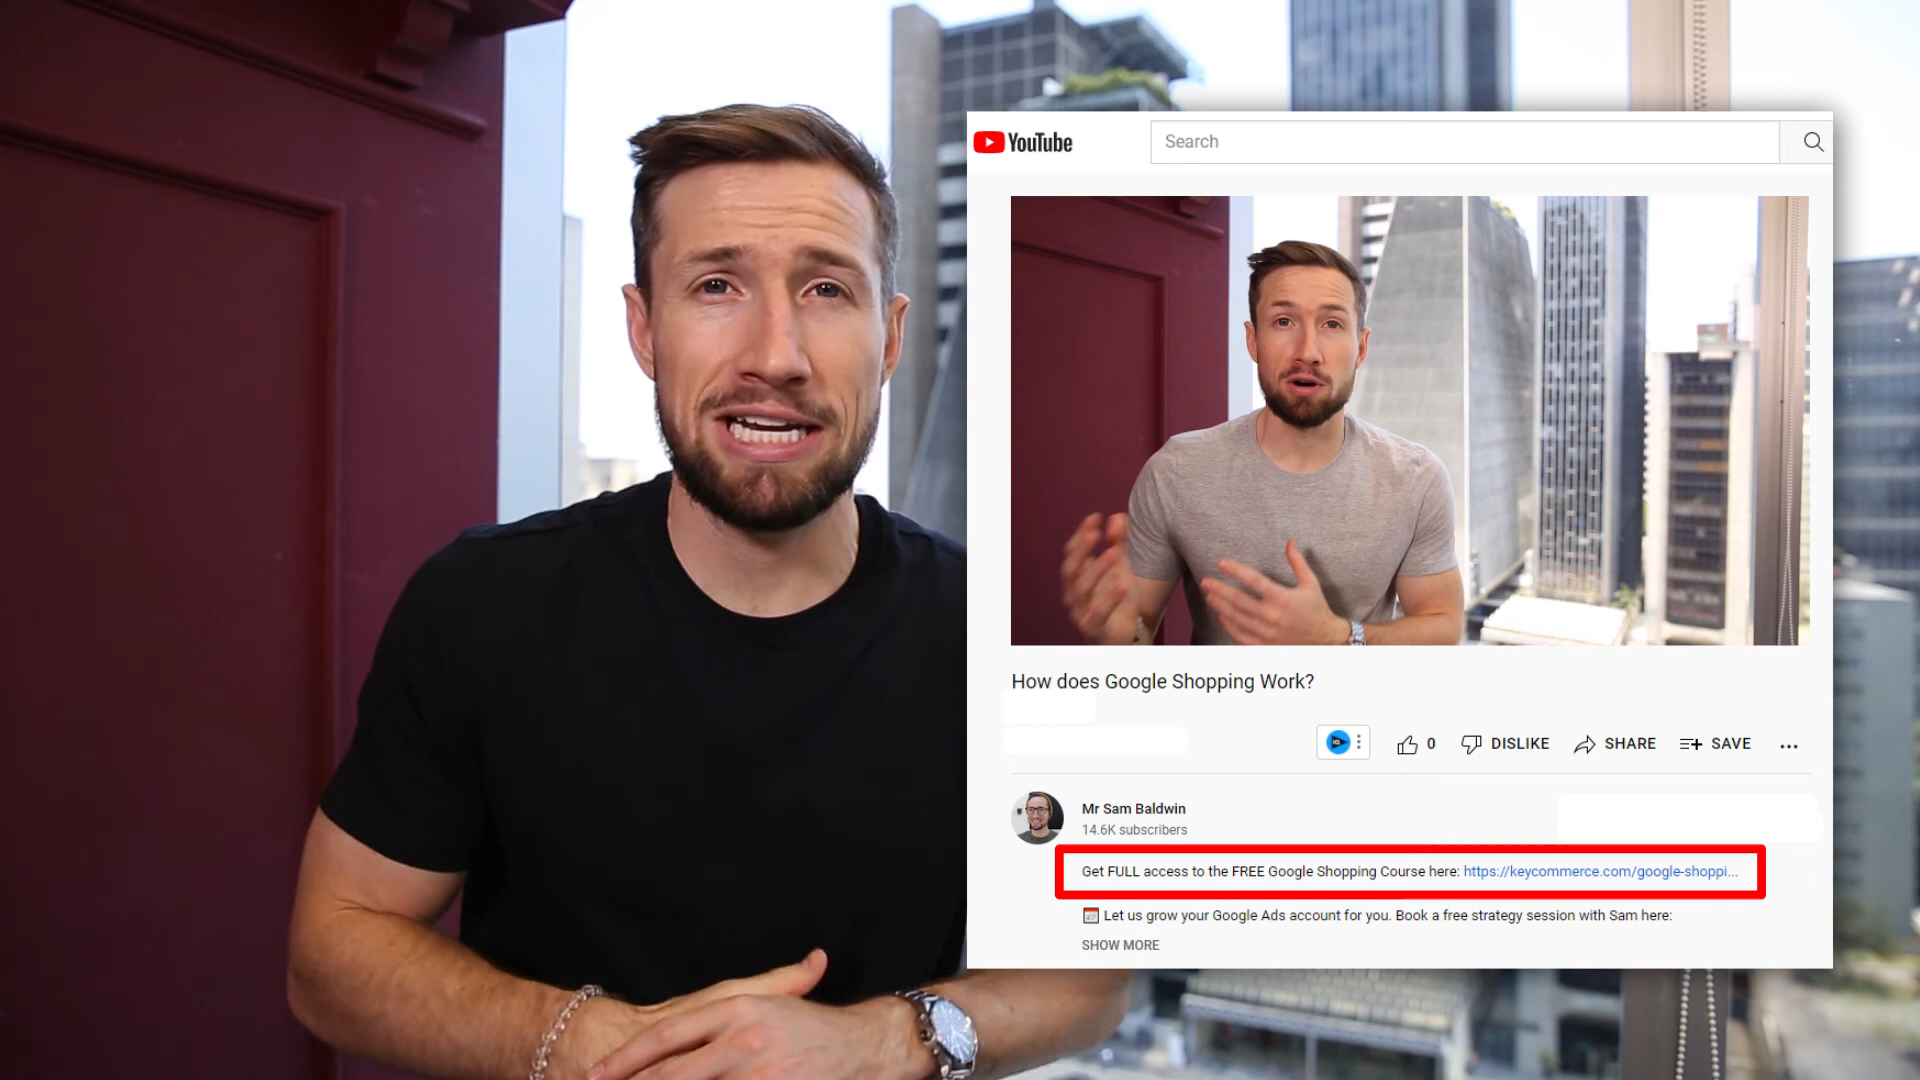 YouTube
Search
How does Google Shopping Work?
0
DISLIKE
SHARE
SAVE
Mr Sam Baldwin
14.6K subscribers
Get FULL access to the FREE Google Shopping Course here: https://keycommerce.com/google-shoppi...
Let us grow your Google Ads account for you. Book a free strategy session with Sam here:
SHOW MORE